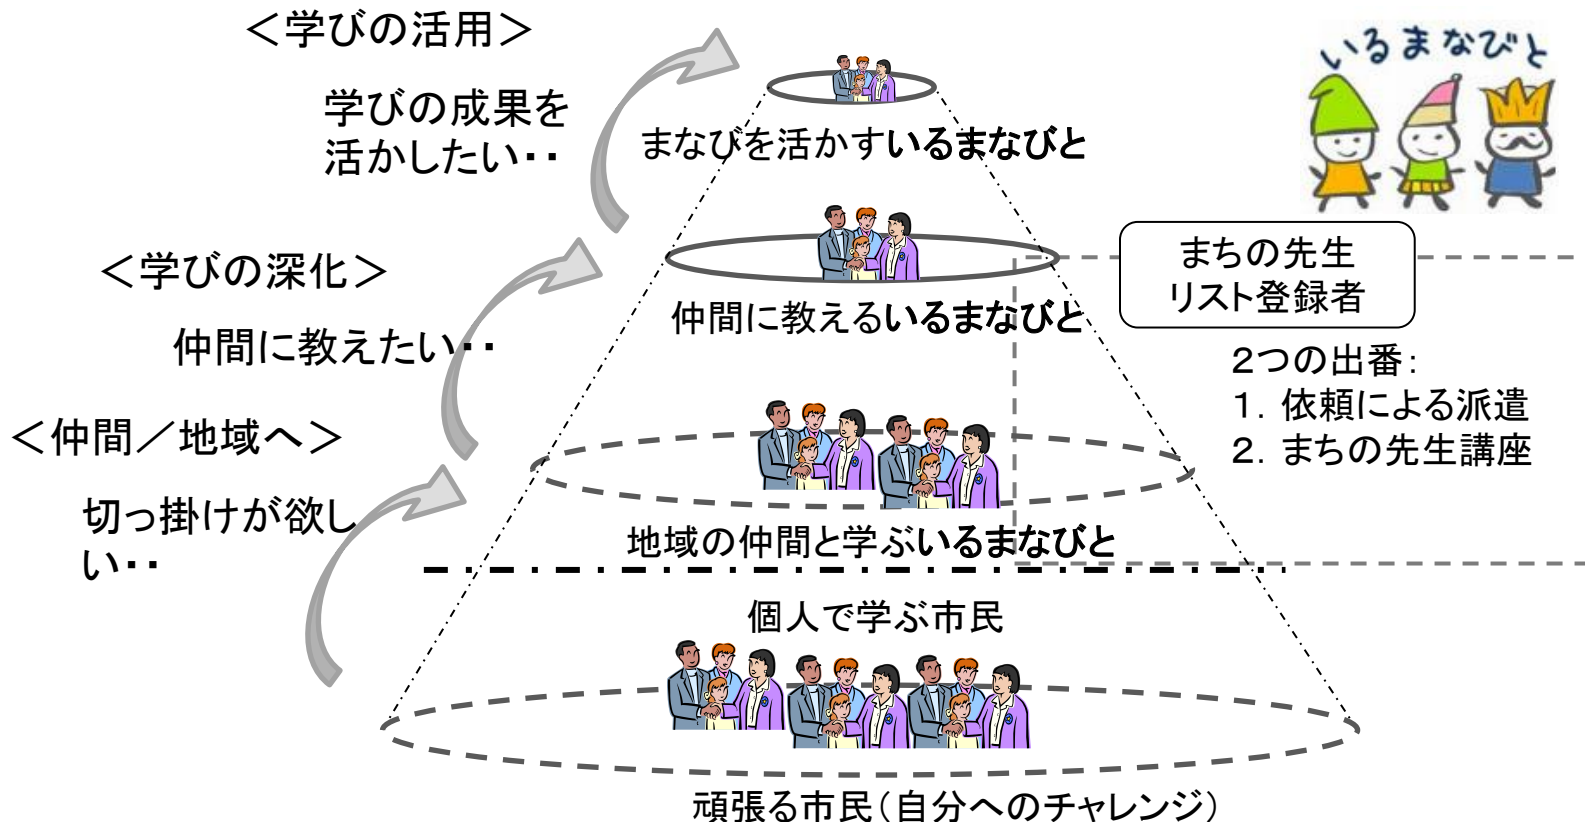 ＜学びの活用＞
学びの成果を
活かしたい・・
いるまなびと
まなびを活かすいるまなびと
＜学びの深化＞
仲間に教えたい・・
仲間に教えるいるまなびと
まちの先生
リスト登録者
2つの出番：
1．依頼による派遣
2．まちの先生講座
＜仲間／地域へ＞
切っ掛けが欲し
い・・
地域の仲間と学ぶいるまなびと
個人で学ぶ市民
頑張る市民（自分へのチャレンジ）